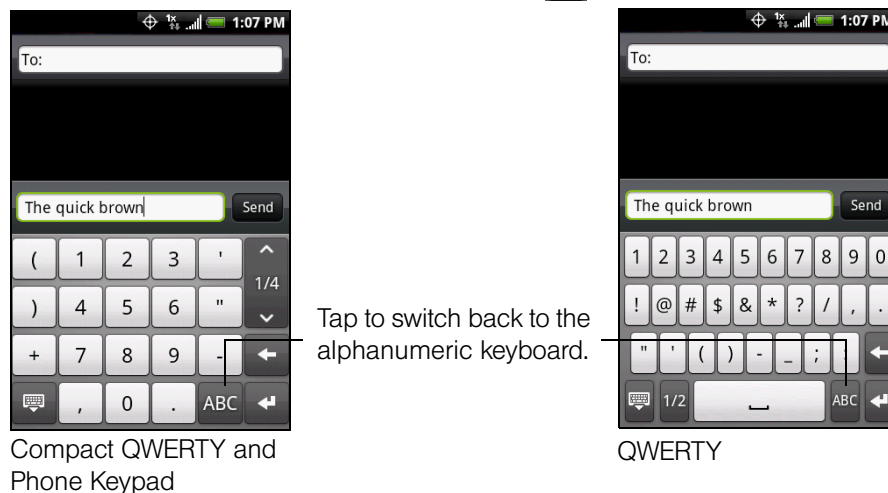 1x 1:07 PM
To:
The quick brown Send
( 1 2 3 ' 
1/4
) 4 5 6 "
+ 7 8 9 -
, 0 . ABC
Compact QWERTY and
Phone Keypad
Tap to switch back to the
alphanumeric keyboard.
1x 1:07 PM
To:
The quick brown Send
1 2 3 4 5 6 7 8 9 0
! @ # $ & * ? / , .
" ' ( ) - _ ;
1/2 ABC
QWERTY